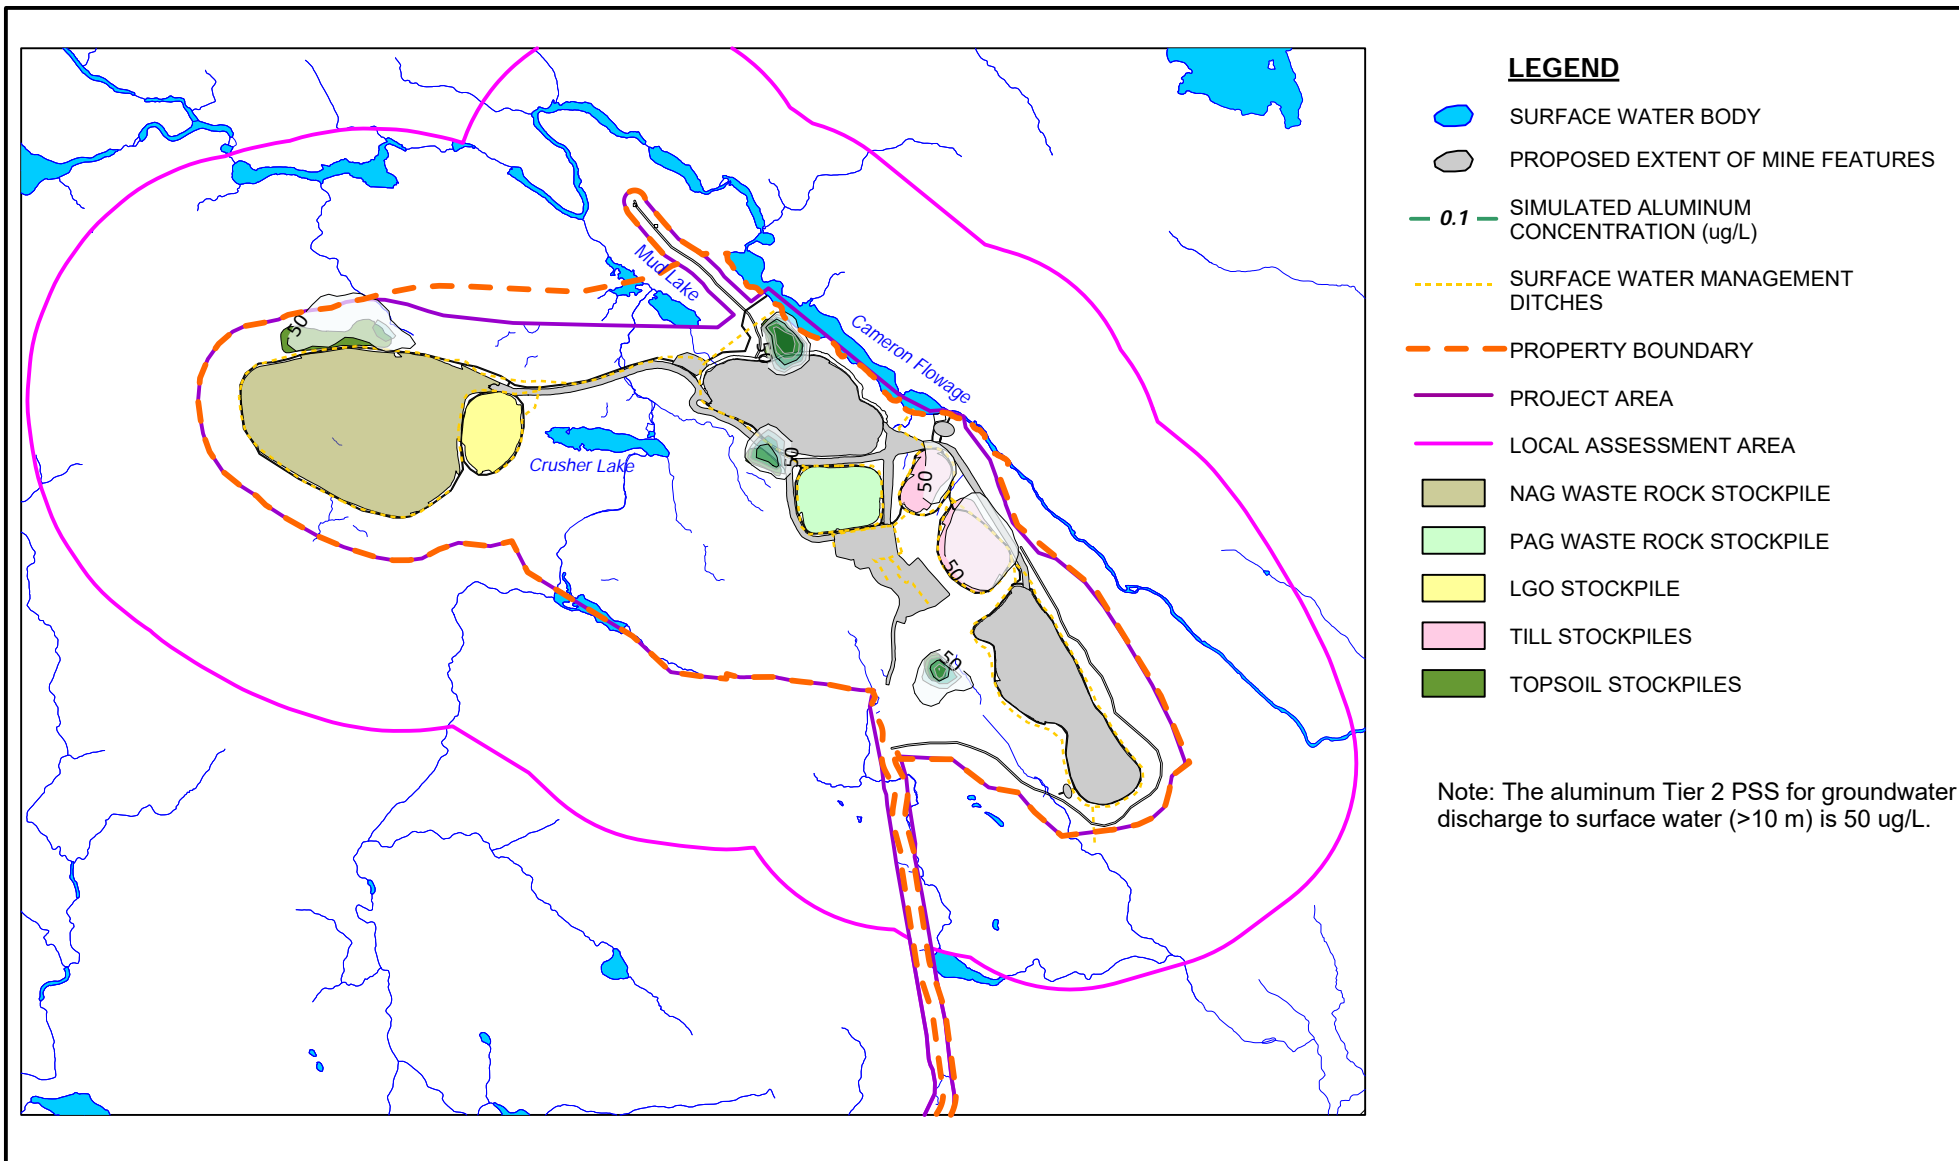 LEGEND
SURFACE WATER BODY
PROPOSED EXTENT OF MINE FEATURES
0.1
SIMULATED ALUMINUM
CONCENTRATION (ug/L)
SURFACE WATER MANAGEMENT
DITCHES
PROPERTY BOUNDARY
PROJECT AREA
LOCAL ASSESSMENT AREA
NAG WASTE ROCK STOCKPILE
PAG WASTE ROCK STOCKPILE
LGO STOCKPILE
TILL STOCKPILES
TOPSOIL STOCKPILES
Note: The aluminum Tier 2 PSS for groundwater
discharge to surface water (>10 m) is 50 ug/L.
Mud Lake
Cameron Flowage
Crusher Lake
50
50
50
50
50